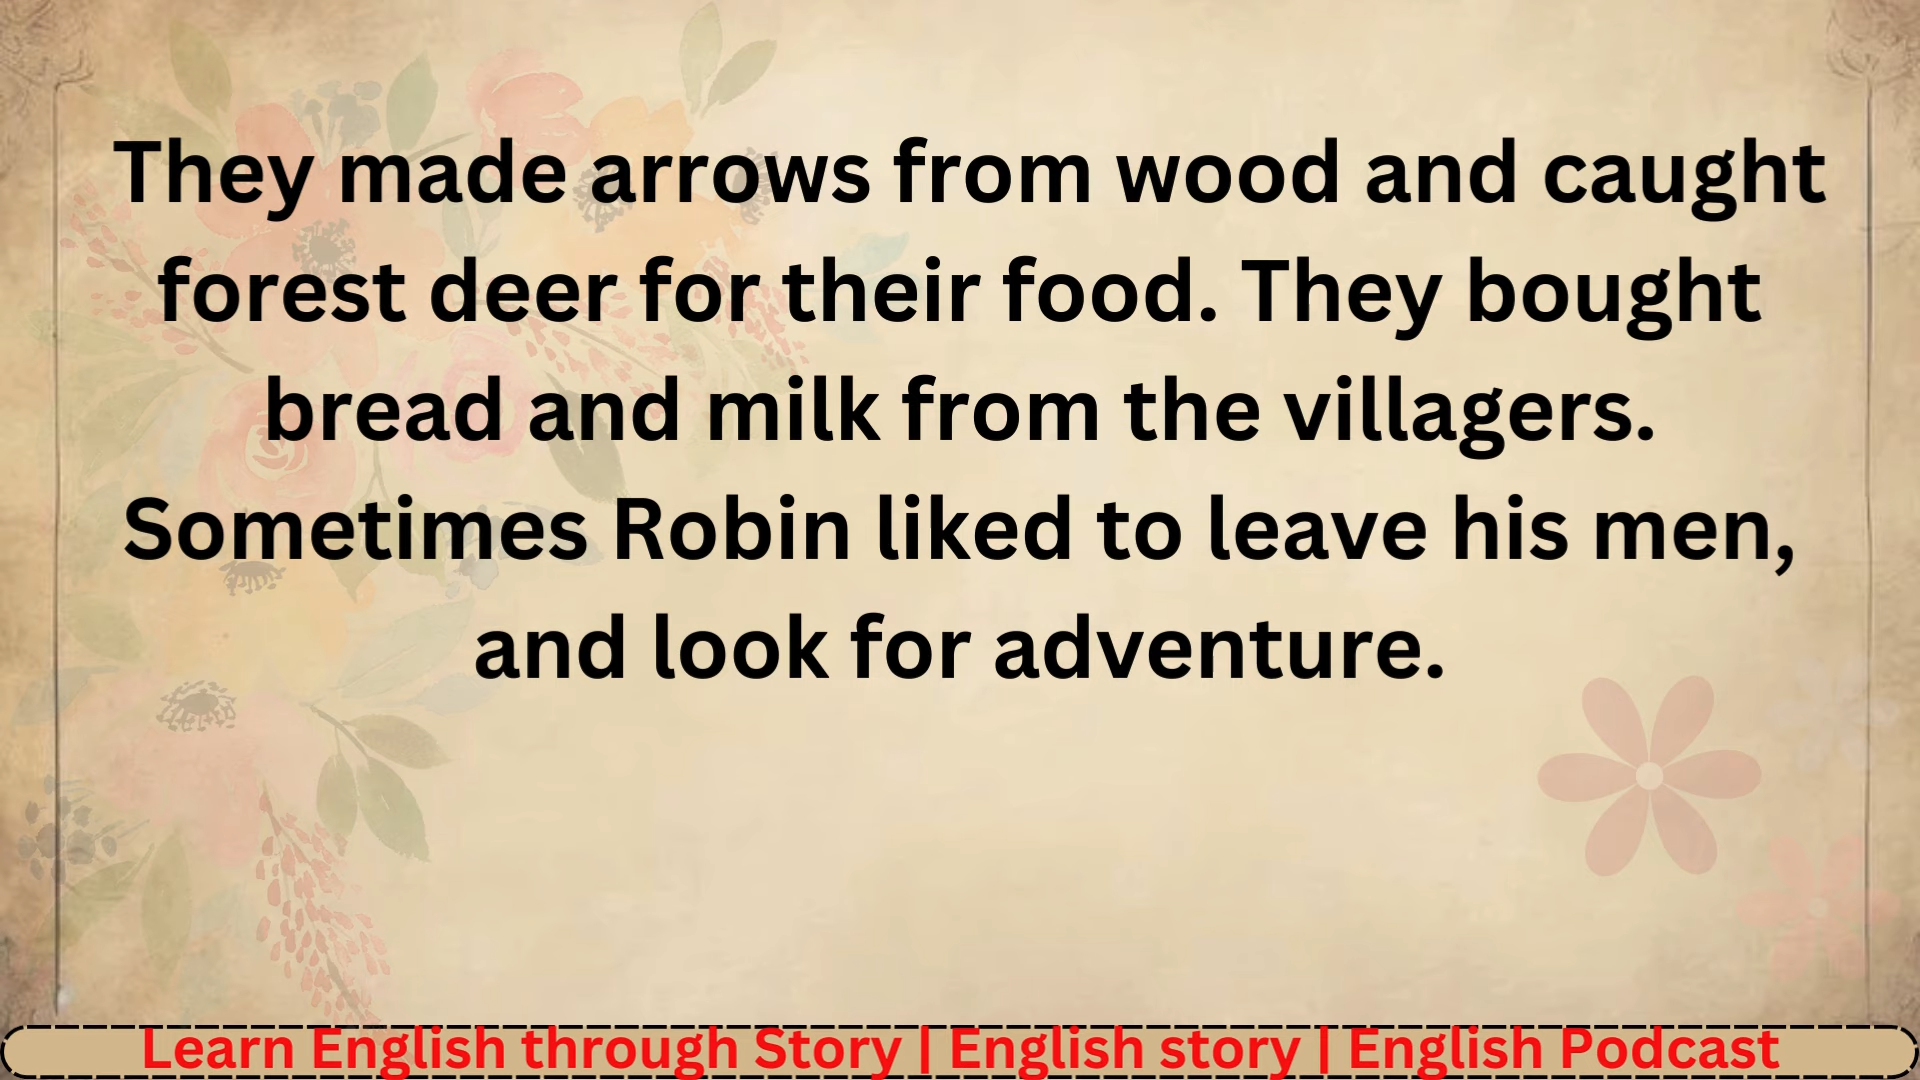 They made arrows from wood and caught
forest deer for their food. They bought
bread and milk from the villagers.
Sometimes Robin liked to leave his men,
and look for adventure.
Learn English through Story | English story | English Podcast